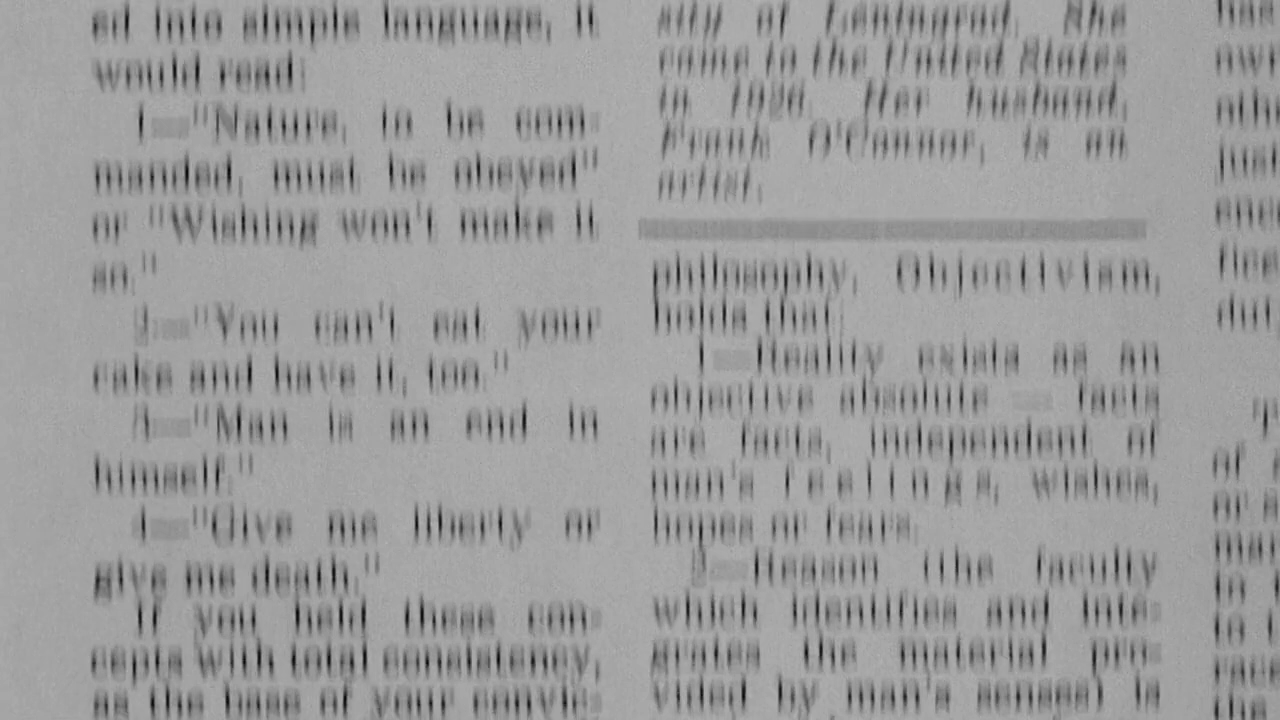 ed into simple language, it
would read:
1—"Nature, to be com-
manded, must be obeyed"
or "Wishing won't make it
so."
2—"You can't eat your
cake and have it, too."
3—"Man is an end in
himself."
4—"Give me liberty or
give me death."
If you held these con-
cepts with total consistency,
as the base of your convic-
sity of Leningrad. She
came to the United States
in 1926. Her husband,
Frank O'Connor, is an
artist.
philosophy, Objectivism,
holds that:
1—Reality exists as an
objective absolute — facts
are facts, independent of
man's feelings, wishes,
hopes or fears.
2—Reason (the faculty
which identifies and inte-
grates the material pro-
vided by man's senses) is
of
to
to
the